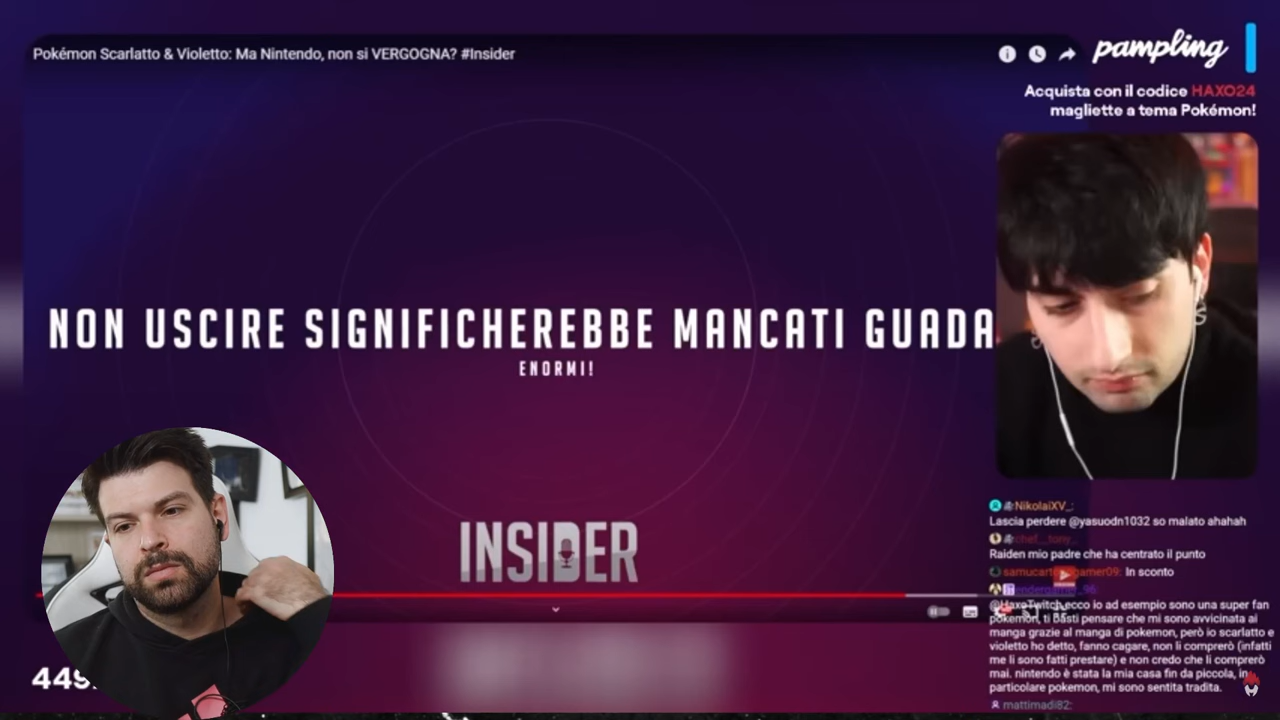 Pokémon Scarlatto & Violetto: Ma Nintendo, non si VERGOGNA? #Insider
pampling
Acquista con il codice HAXO24
magliette a tema Pokémon!
NON USCIRE SIGNIFICHEREBBE MANCATI GUADA
ENORMI!
INSIDER
NikolaiXV_:
Lascia perdere @yasuodn1032 so malato ahahah
chef__tony_
Raiden mio padre che ha centrato il punto
In sconto
@HaxoTwitch ecco io ad esempio sono una super fan
pokemon, ti basti pensare che mi sono avvicinata ai
manga grazie al manga di pokemon, però io scarlatto e
violetto ho detto, fanno cagare, non li comprerò (infatti
me li sono fatti prestare) e non credo che li comprerò
mai. nintendo è stata la mia casa fin da piccola, in
particolare pokemon, mi sono sentita tradita.
mattimadi82:
449